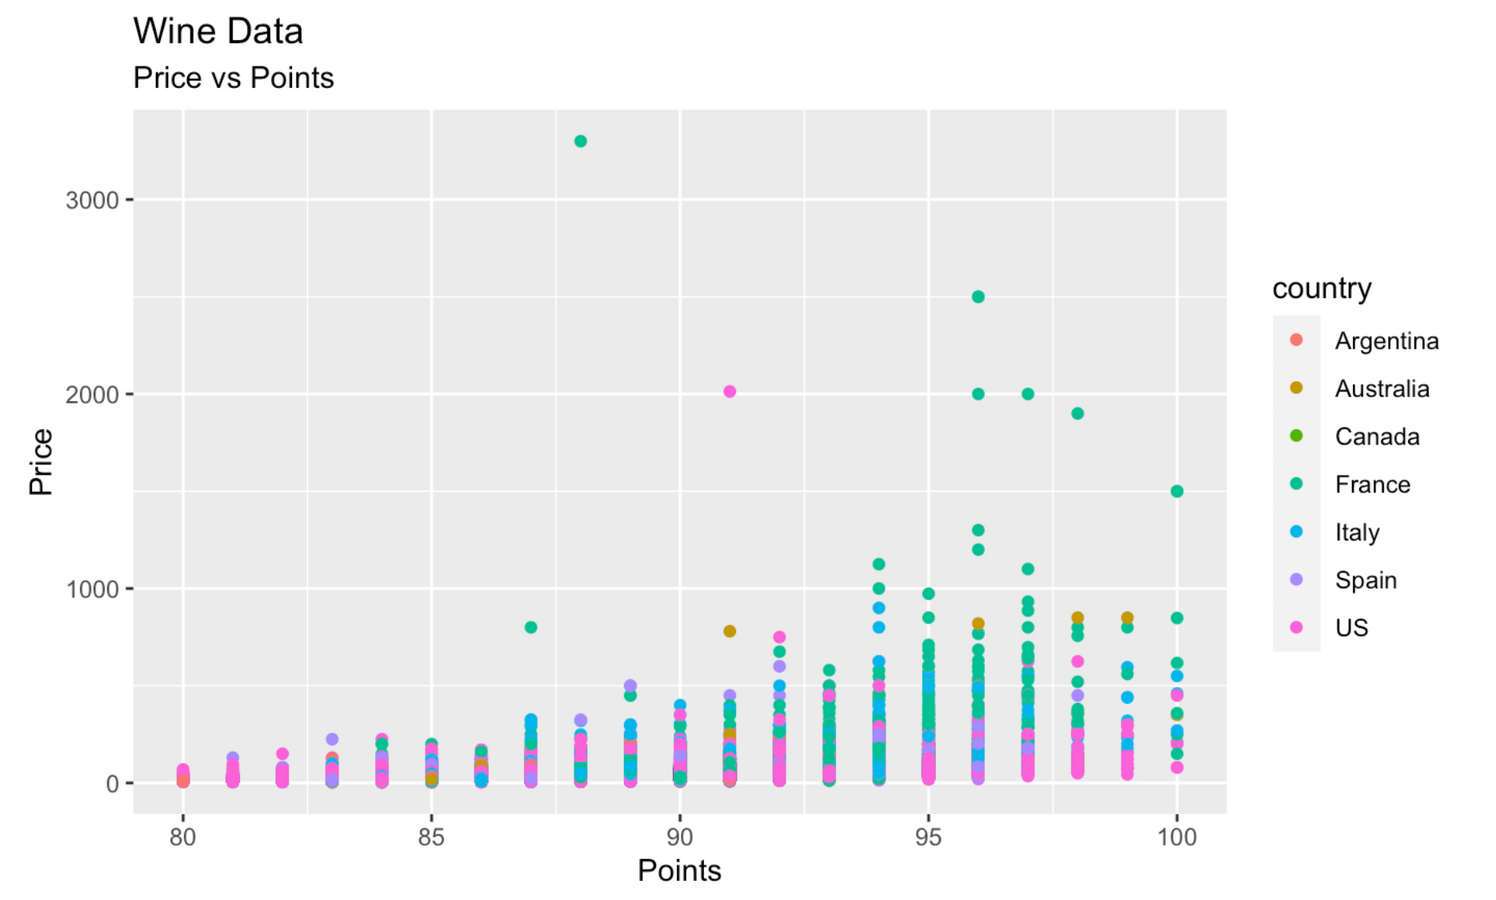 Wine Data
Price vs Points
3000
2000
1000
0
Price
80 85 90 95 100
Points
country
Argentina
Australia
Canada
France
Italy
Spain
US